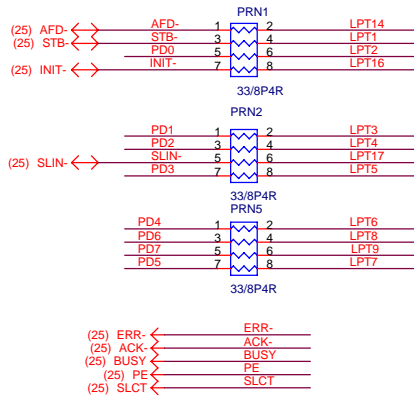 PRN1
(25) AFD- AFD- 1 2 LPT14
(25) STB- STB- 3 4 LPT1
PD0 5 6 LPT2
(25) INIT- INIT- 7 8 LPT16
33/8P4R
PRN2
PD1 1 2 LPT3
PD2 3 4 LPT4
(25) SLIN- SLIN- 5 6 LPT17
PD3 7 8 LPT5
33/8P4R
PRN5
PD4 1 2 LPT6
PD6 3 4 LPT8
PD7 5 6 LPT9
PD5 7 8 LPT7
33/8P4R
(25) ERR- ERR-
(25) ACK- ACK-
(25) BUSY BUSY
(25) PE PE
(25) SLCT SLCT